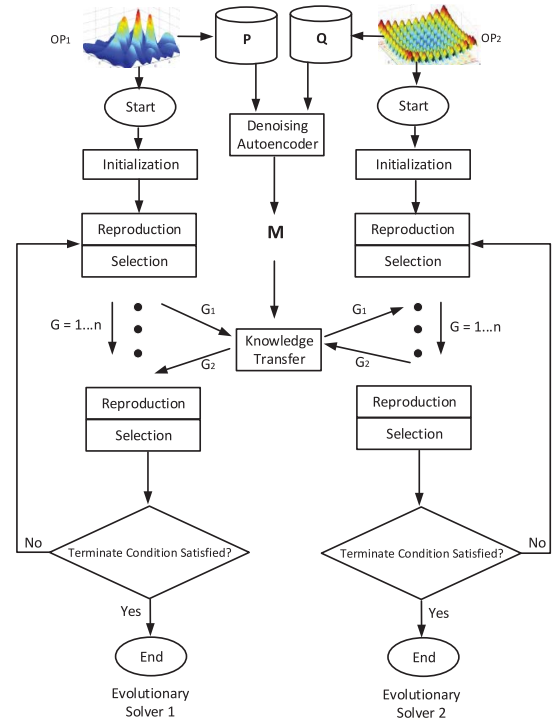 OP1
P
Q
OP2
Start
Start
Denoising
Autoencoder
Initialization
Initialization
Reproduction
M
Reproduction
Selection
Selection
G = 1...n
G1
G1
G = 1...n
Knowledge
Transfer
G2
G2
Reproduction
Reproduction
Selection
Selection
No
Terminate Condition Satisfied?
Terminate Condition Satisfied?
No
Yes
Yes
End
End
Evolutionary
Solver 1
Evolutionary
Solver 2